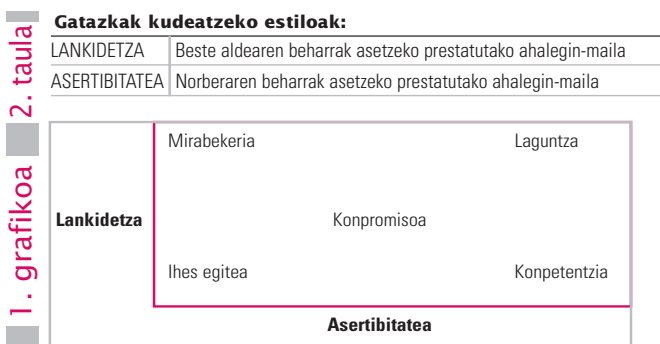 2. taula
Gatazkak kudeatzeko estiloak:
LANKIDETZA Beste aldearen beharrak asetzeko prestatutako ahalegin-maila
ASERTIBITATEA Norberaren beharrak asetzeko prestatutako ahalegin-maila
1. grafikoa
Mirabekeria Laguntza
Lankidetza Konpromisoa
Ihes egitea Konpetentzia
Asertibitatea